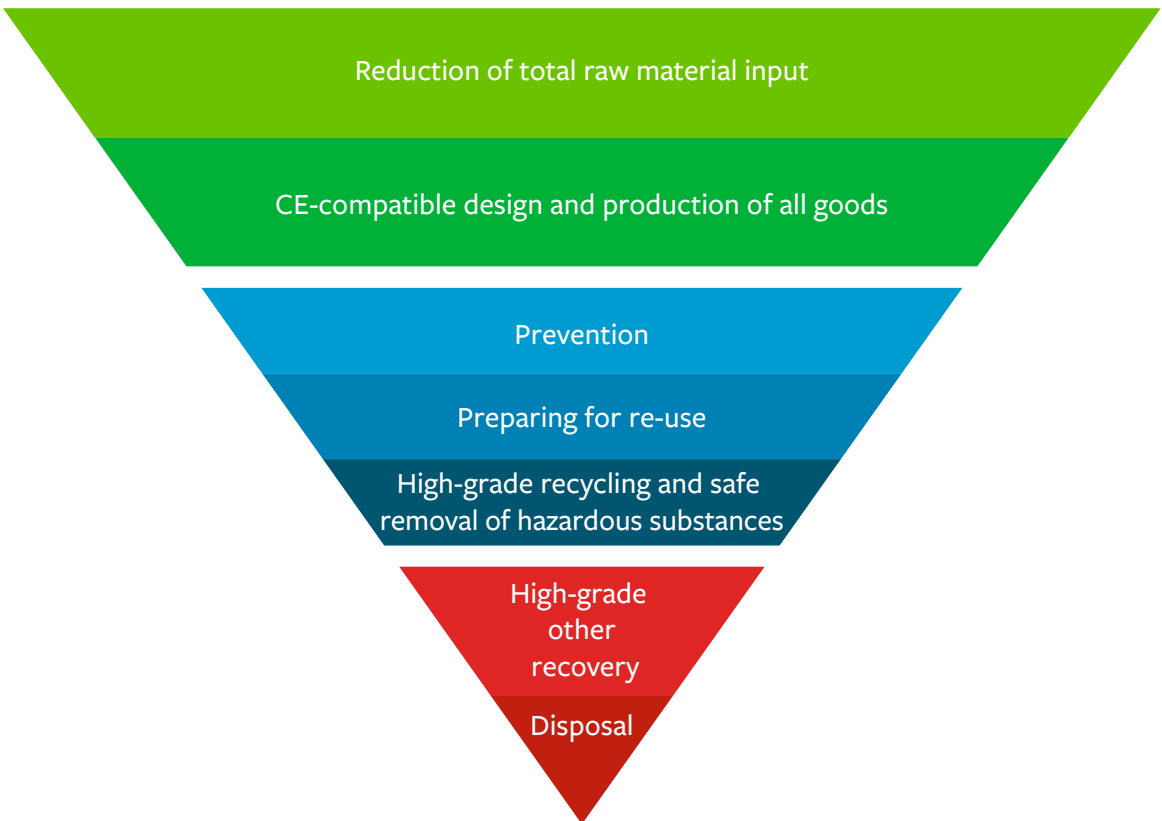 Reduction of total raw material input
CE-compatible design and production of all goods
Prevention
Preparing for re-use
High-grade recycling and safe
removal of hazardous substances
High-grade
other
recovery
Disposal